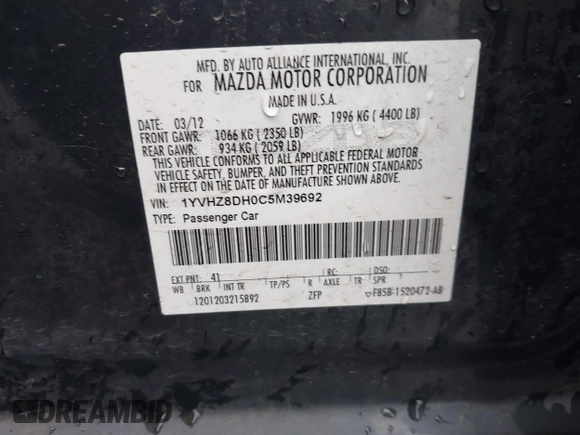 MFD. BY AUTO ALLIANCE INTERNATIONAL, INC.
FOR MAZDA MOTOR CORPORATION
MADE IN U.S.A.
DATE: 03/12 GVWR: 1996 KG ( 4400 LB)
FRONT GAWR: 1066 KG ( 2350 LB)
REAR GAWR: 934 KG ( 2059 LB)
THIS VEHICLE CONFORMS TO ALL APPLICABLE FEDERAL MOTOR
VEHICLE SAFETY, BUMPER, AND THEFT PREVENTION STANDARDS
IN EFFECT ON THE DATE OF MANUFACTURE SHOWN ABOVE.
VIN: 1YVHZ8DH0C5M39692
TYPE: Passenger Car
EXT PNT: 41 RC: DSO:
WB BRK INT TR TP/PS R AXLE TR SPR
1201203215892 ZFP F85B-1520472-AB
DREAMBID